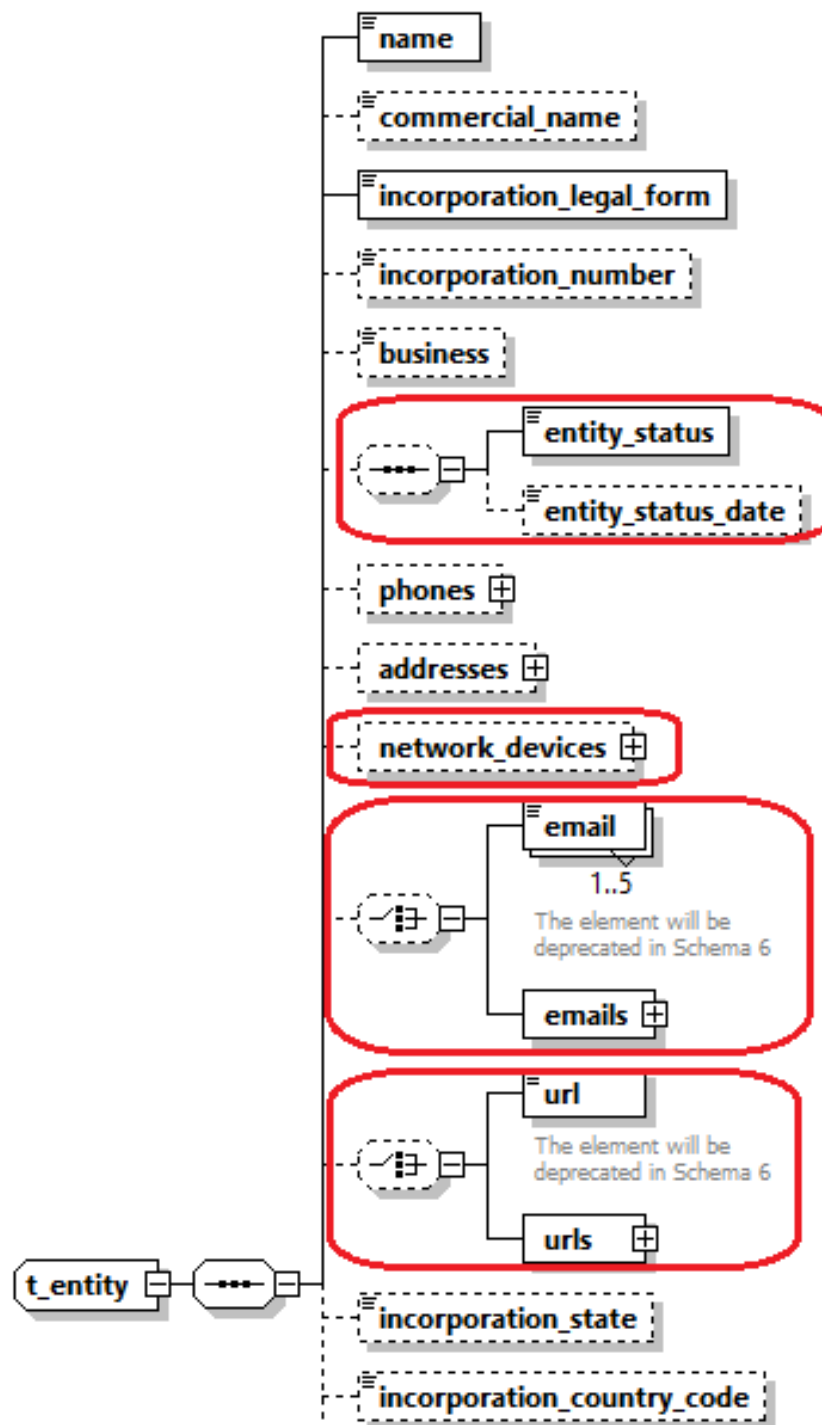 name
commercial_name
incorporation_legal_form
incorporation_number
business
entity_status
entity_status_date
phones
addresses
network_devices
email
1..5
The element will be
deprecated in Schema 6
emails
url
The element will be
deprecated in Schema 6
urls
t_entity
incorporation_state
incorporation_country_code